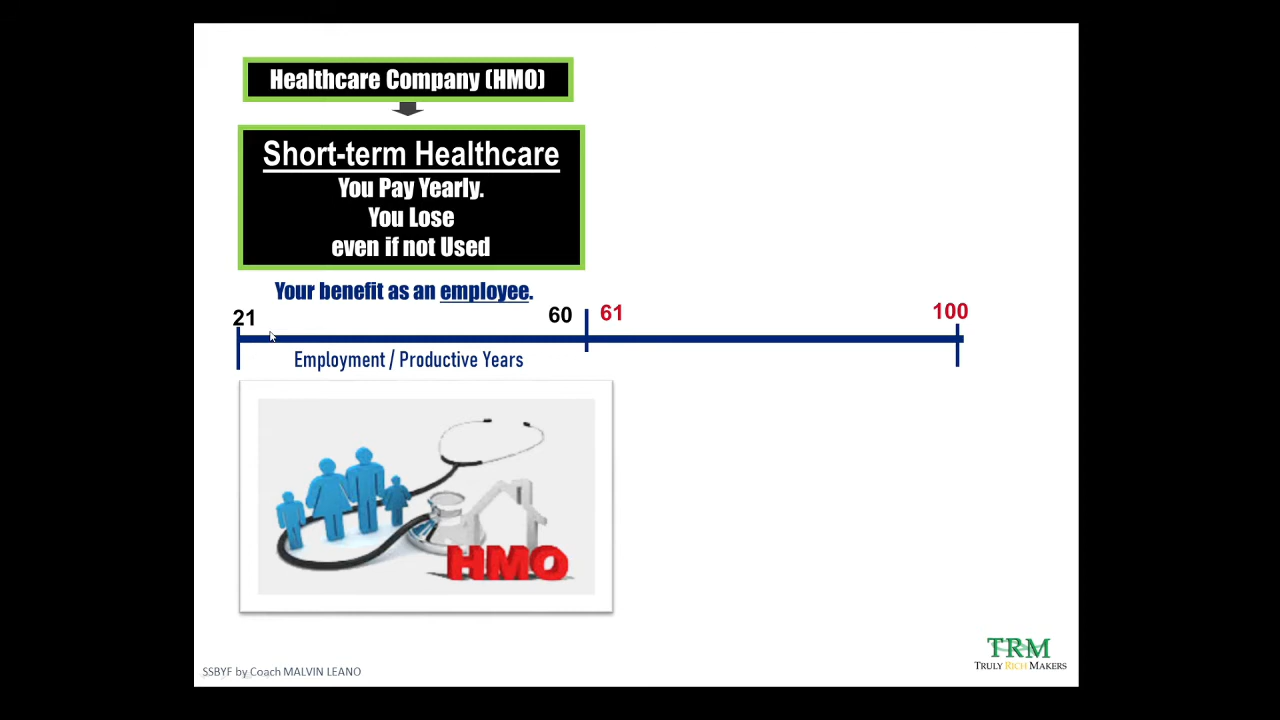 Healthcare Company (HMO)
Short-term Healthcare
You Pay Yearly.
You Lose
even if not Used
Your benefit as an employee.
21
60
61
100
Employment / Productive Years
HMO
TRM
TRULY RICH MAKERS
SSBYF by Coach MALVIN LEANO